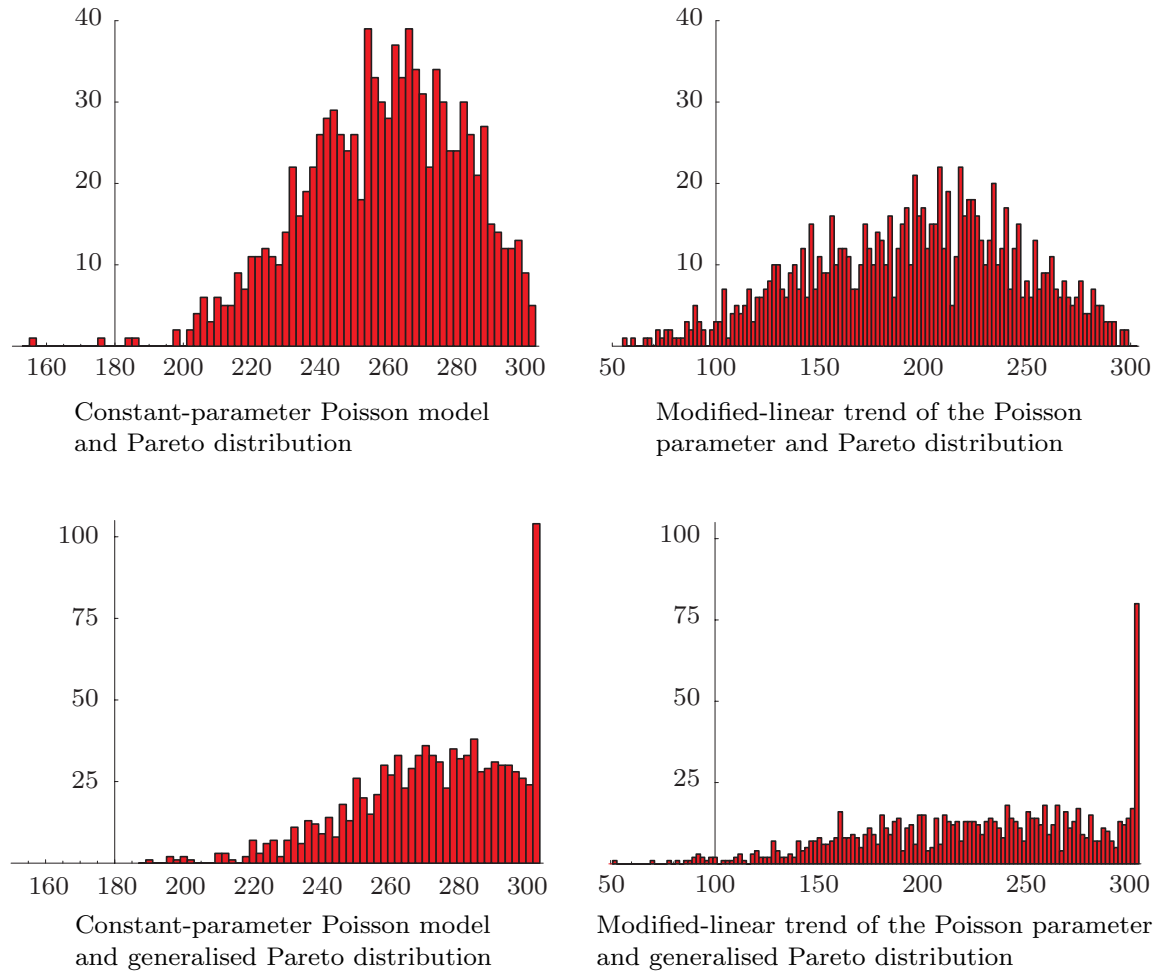 40
30
20
10
160 180 200 220 240 260 280 300
Constant-parameter Poisson model
and Pareto distribution
40
30
20
10
50 100 150 200 250 300
Modified-linear trend of the Poisson
parameter and Pareto distribution
100
75
50
25
160 180 200 220 240 260 280 300
Constant-parameter Poisson model
and generalised Pareto distribution
100
75
50
25
50 100 150 200 250 300
Modified-linear trend of the Poisson parameter
and generalised Pareto distribution